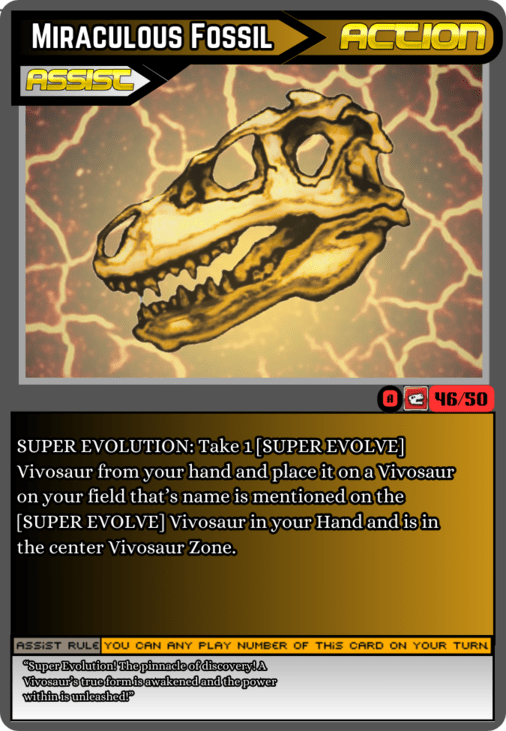 MIRACULOUS FOSSIL
ACTION
ASSIST
A
46/50
SUPER EVOLUTION: Take 1 [SUPER EVOLVE]
Vivosaur from your hand and place it on a Vivosaur
on your field that's name is mentioned on the
[SUPER EVOLVE] Vivosaur in your Hand and is in
the center Vivosaur Zone.
ASSIST RULE
YOU CAN ANY PLAY NUMBER OF THIS CARD ON YOUR TURN.
"Super Evolution! The pinnacle of discovery! A
Vivosaur's true form is awakened and the power
within is unleashed!"